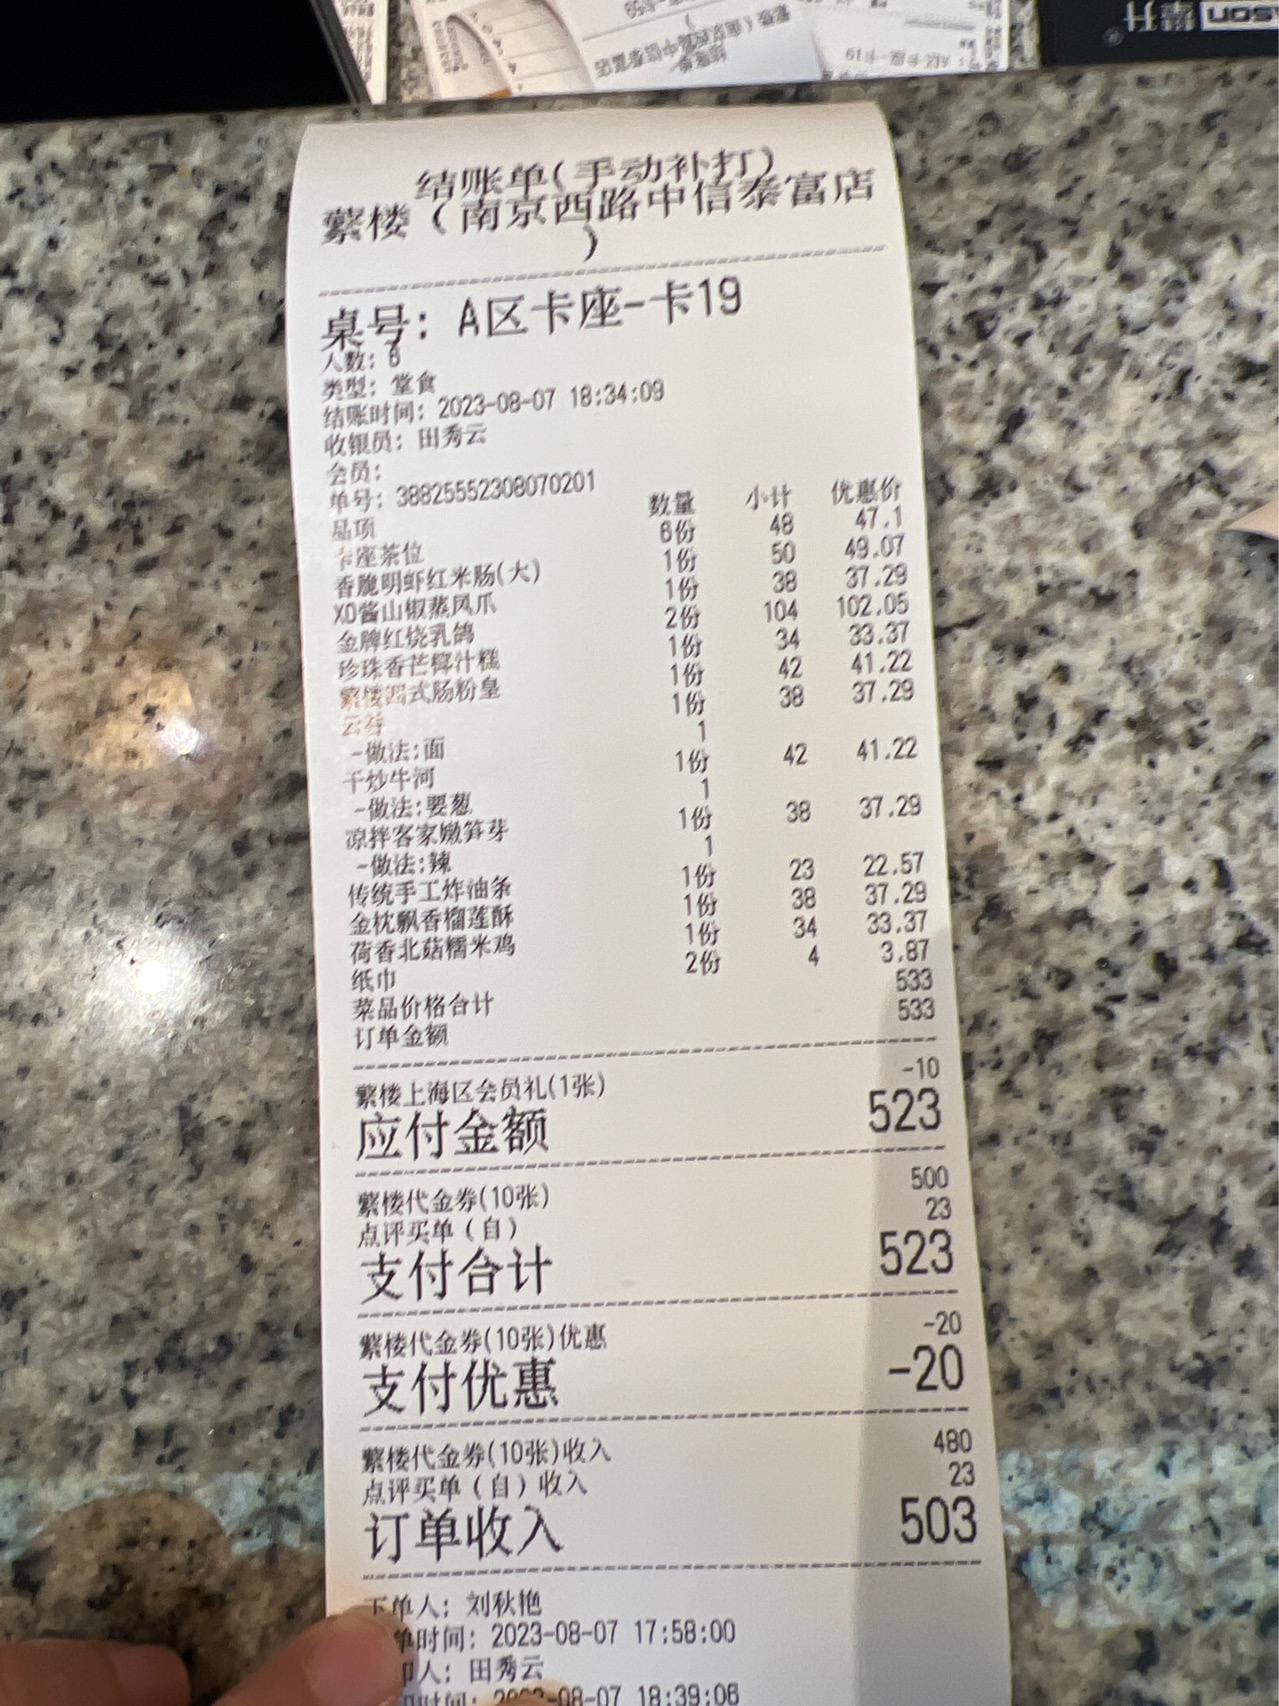 结账单(手动补打)
蘩楼（南京西路中信泰富店
）
桌号: A区卡座-卡19
人数: 6
类型: 堂食
结账时间: 2023-08-07 18:34:09
收银员: 田秀云
会员:
单号: 38825552308070201
品项 数量 小计 优惠价
卡座茶位 6份 48 47.1
香脆明虾红米肠(大) 1份 50 49.07
XO酱山椒蒸凤爪 1份 38 37.29
金牌红烧乳鸽 2份 104 102.05
珍珠香芒椰汁糕 1份 34 33.37
蘩楼四式肠粉皇 1份 42 41.22
云吞 1份 38 37.29
-做法:面 1
干炒牛河 1份 42 41.22
-做法:要葱 1
凉拌客家嫩笋芽 1份 38 37.29
-做法:辣 1
传统手工炸油条 1份 23 22.57
金枕飘香榴莲酥 1份 38 37.29
荷香北菇糯米鸡 1份 34 33.37
纸巾 2份 4 3.87
菜品价格合计 533
订单金额 533
蘩楼上海区会员礼(1张) -10
应付金额 523
蘩楼代金券(10张) 500
点评买单（自） 23
支付合计 523
蘩楼代金券(10张)优惠 -20
支付优惠 -20
蘩楼代金券(10张)收入 480
点评买单（自）收入 23
订单收入 503
下单人: 刘秋艳
单时间: 2023-08-07 17:58:00
印人: 田秀云
时间: 2023-08-07 18:39:06